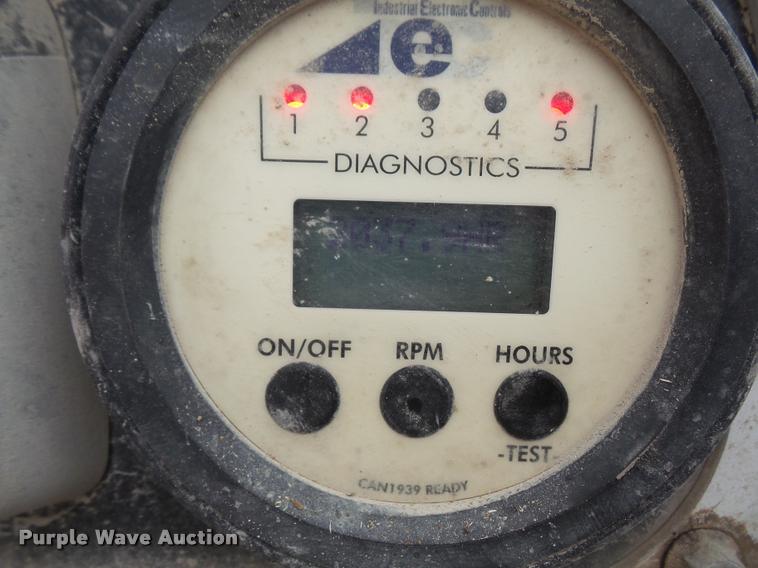 Industrial Electronic Controls
e
1 2 3 4 5
DIAGNOSTICS
ON/OFF RPM HOURS
-TEST-
CAN1939 READY
Purple Wave Auction